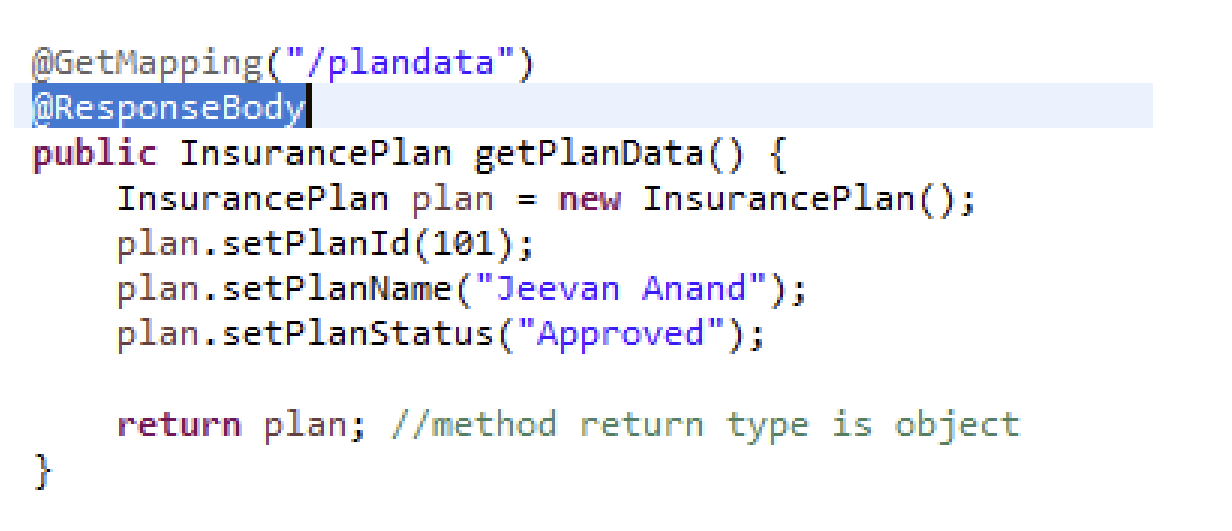 @GetMapping("/plandata")
@ResponseBody
public InsurancePlan getPlanData() {
    InsurancePlan plan = new InsurancePlan();
    plan.setPlanId(101);
    plan.setPlanName("Jeevan Anand");
    plan.setPlanStatus("Approved");

    return plan; //method return type is object
}